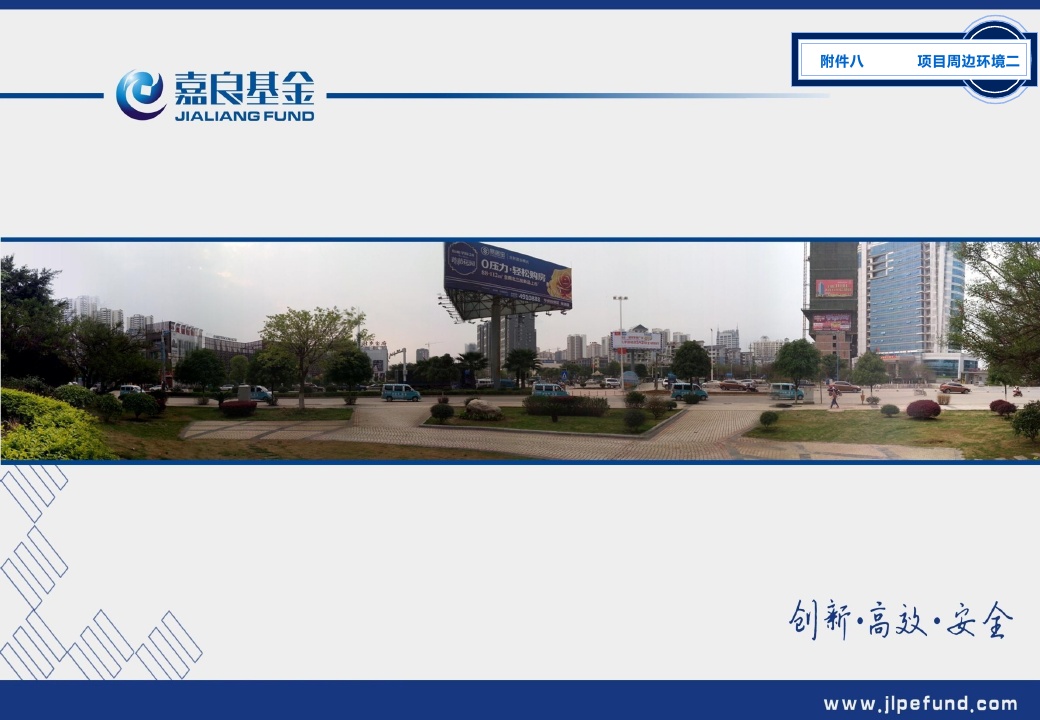 附件八 项目周边环境二
嘉良基金
JIALIANG FUND
0压力·轻松购房
创新·高效·安全
www.jlpefund.com